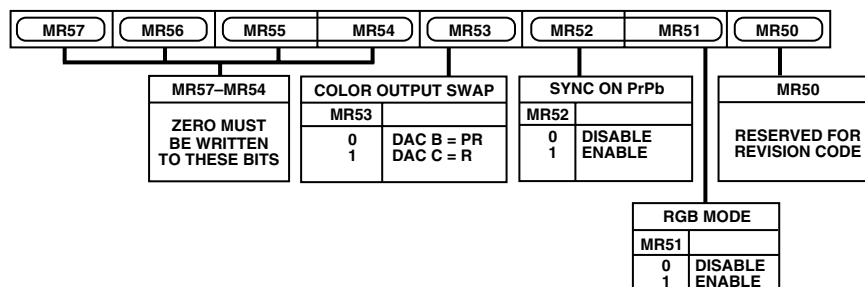 MR57 MR56 MR55 MR54 MR53 MR52 MR51 MR50
MR57–MR54
ZERO MUST
BE WRITTEN
TO THESE BITS
COLOR OUTPUT SWAP
MR53
0 DAC B = PR
1 DAC C = R
SYNC ON PrPb
MR52
0 DISABLE
1 ENABLE
MR50
RESERVED FOR
REVISION CODE
RGB MODE
MR51
0 DISABLE
1 ENABLE